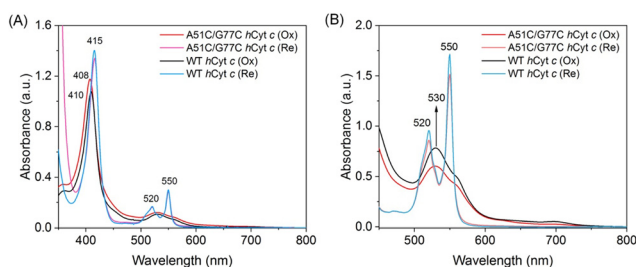 (A)
415
408
410
520
550
A51C/G77C hCyt c (Ox)
A51C/G77C hCyt c (Re)
WT hCyt c (Ox)
WT hCyt c (Re)
Absorbance (a.u.)
1.6
1.2
0.8
0.4
0.0
400 500 600 700 800
Wavelength (nm)
(B)
550
530
520
A51C/G77C hCyt c (Ox)
A51C/G77C hCyt c (Re)
WT hCyt c (Ox)
WT hCyt c (Re)
Absorbance (a.u.)
2.0
1.5
1.0
0.5
0.0
500 600 700 800
Wavelength (nm)